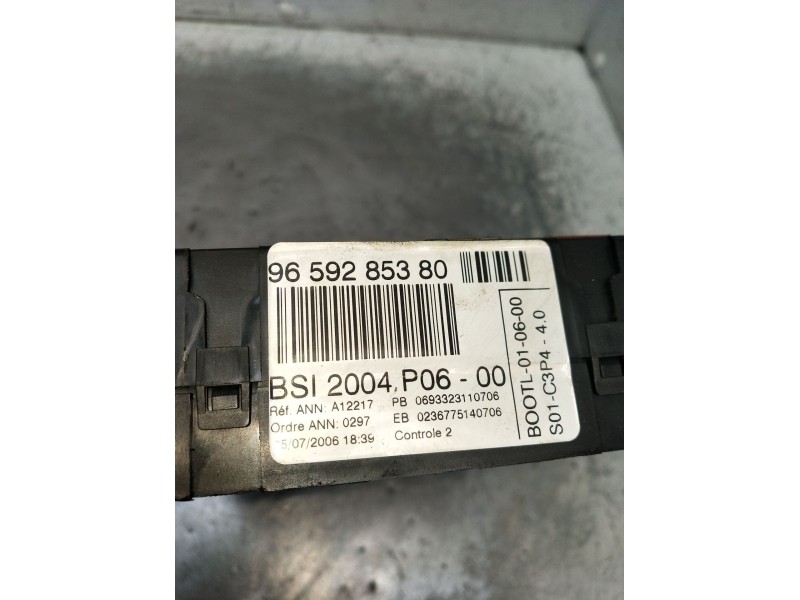 96 592 853 80
BSI 2004.P06 - 00
Réf. ANN: A12217 PB 0693323110706
Ordre ANN: 0297 EB 0236775140706
5/07/2006 18:39 Controle 2
BOOTL-01-06-00
S01-C3P4 - 4.0